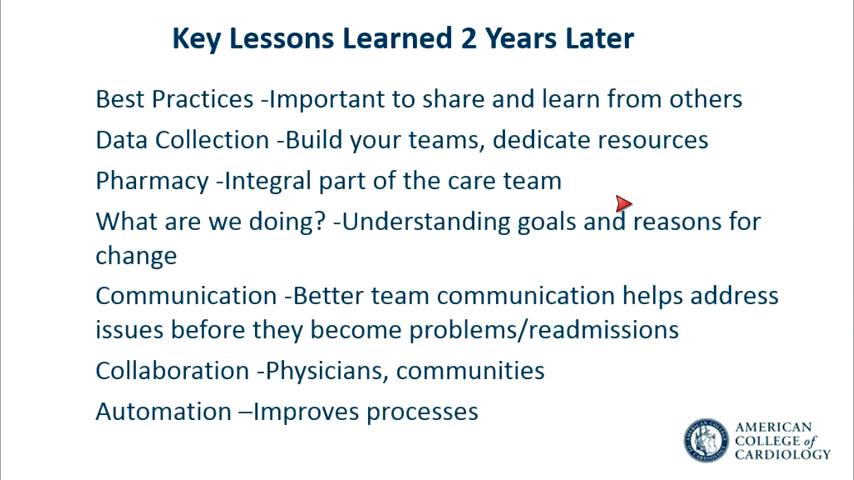 Key Lessons Learned 2 Years Later
Best Practices -Important to share and learn from others
Data Collection -Build your teams, dedicate resources
Pharmacy -Integral part of the care team
What are we doing? -Understanding goals and reasons for
change
Communication -Better team communication helps address
issues before they become problems/readmissions
Collaboration -Physicians, communities
Automation –Improves processes
AMERICAN
COLLEGE of
CARDIOLOGY